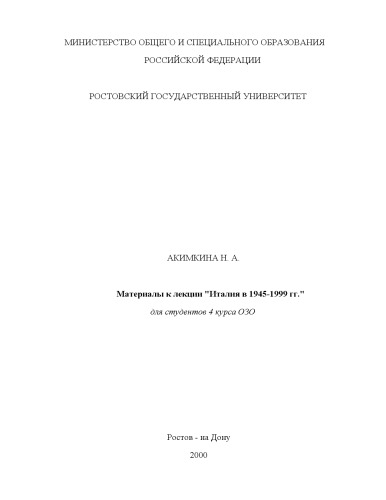 МИНИСТЕРСТВО ОБЩЕГО И СПЕЦИАЛЬНОГО ОБРАЗОВАНИЯ
РОССИЙСКОЙ ФЕДЕРАЦИИ
РОСТОВСКИЙ ГОСУДАРСТВЕННЫЙ УНИВЕРСИТЕТ
АКИМКИНА Н. А.
Материалы к лекции "Италия в 1945-1999 гг."
для студентов 4 курса ОЗО
Ростов - на Дону
2000